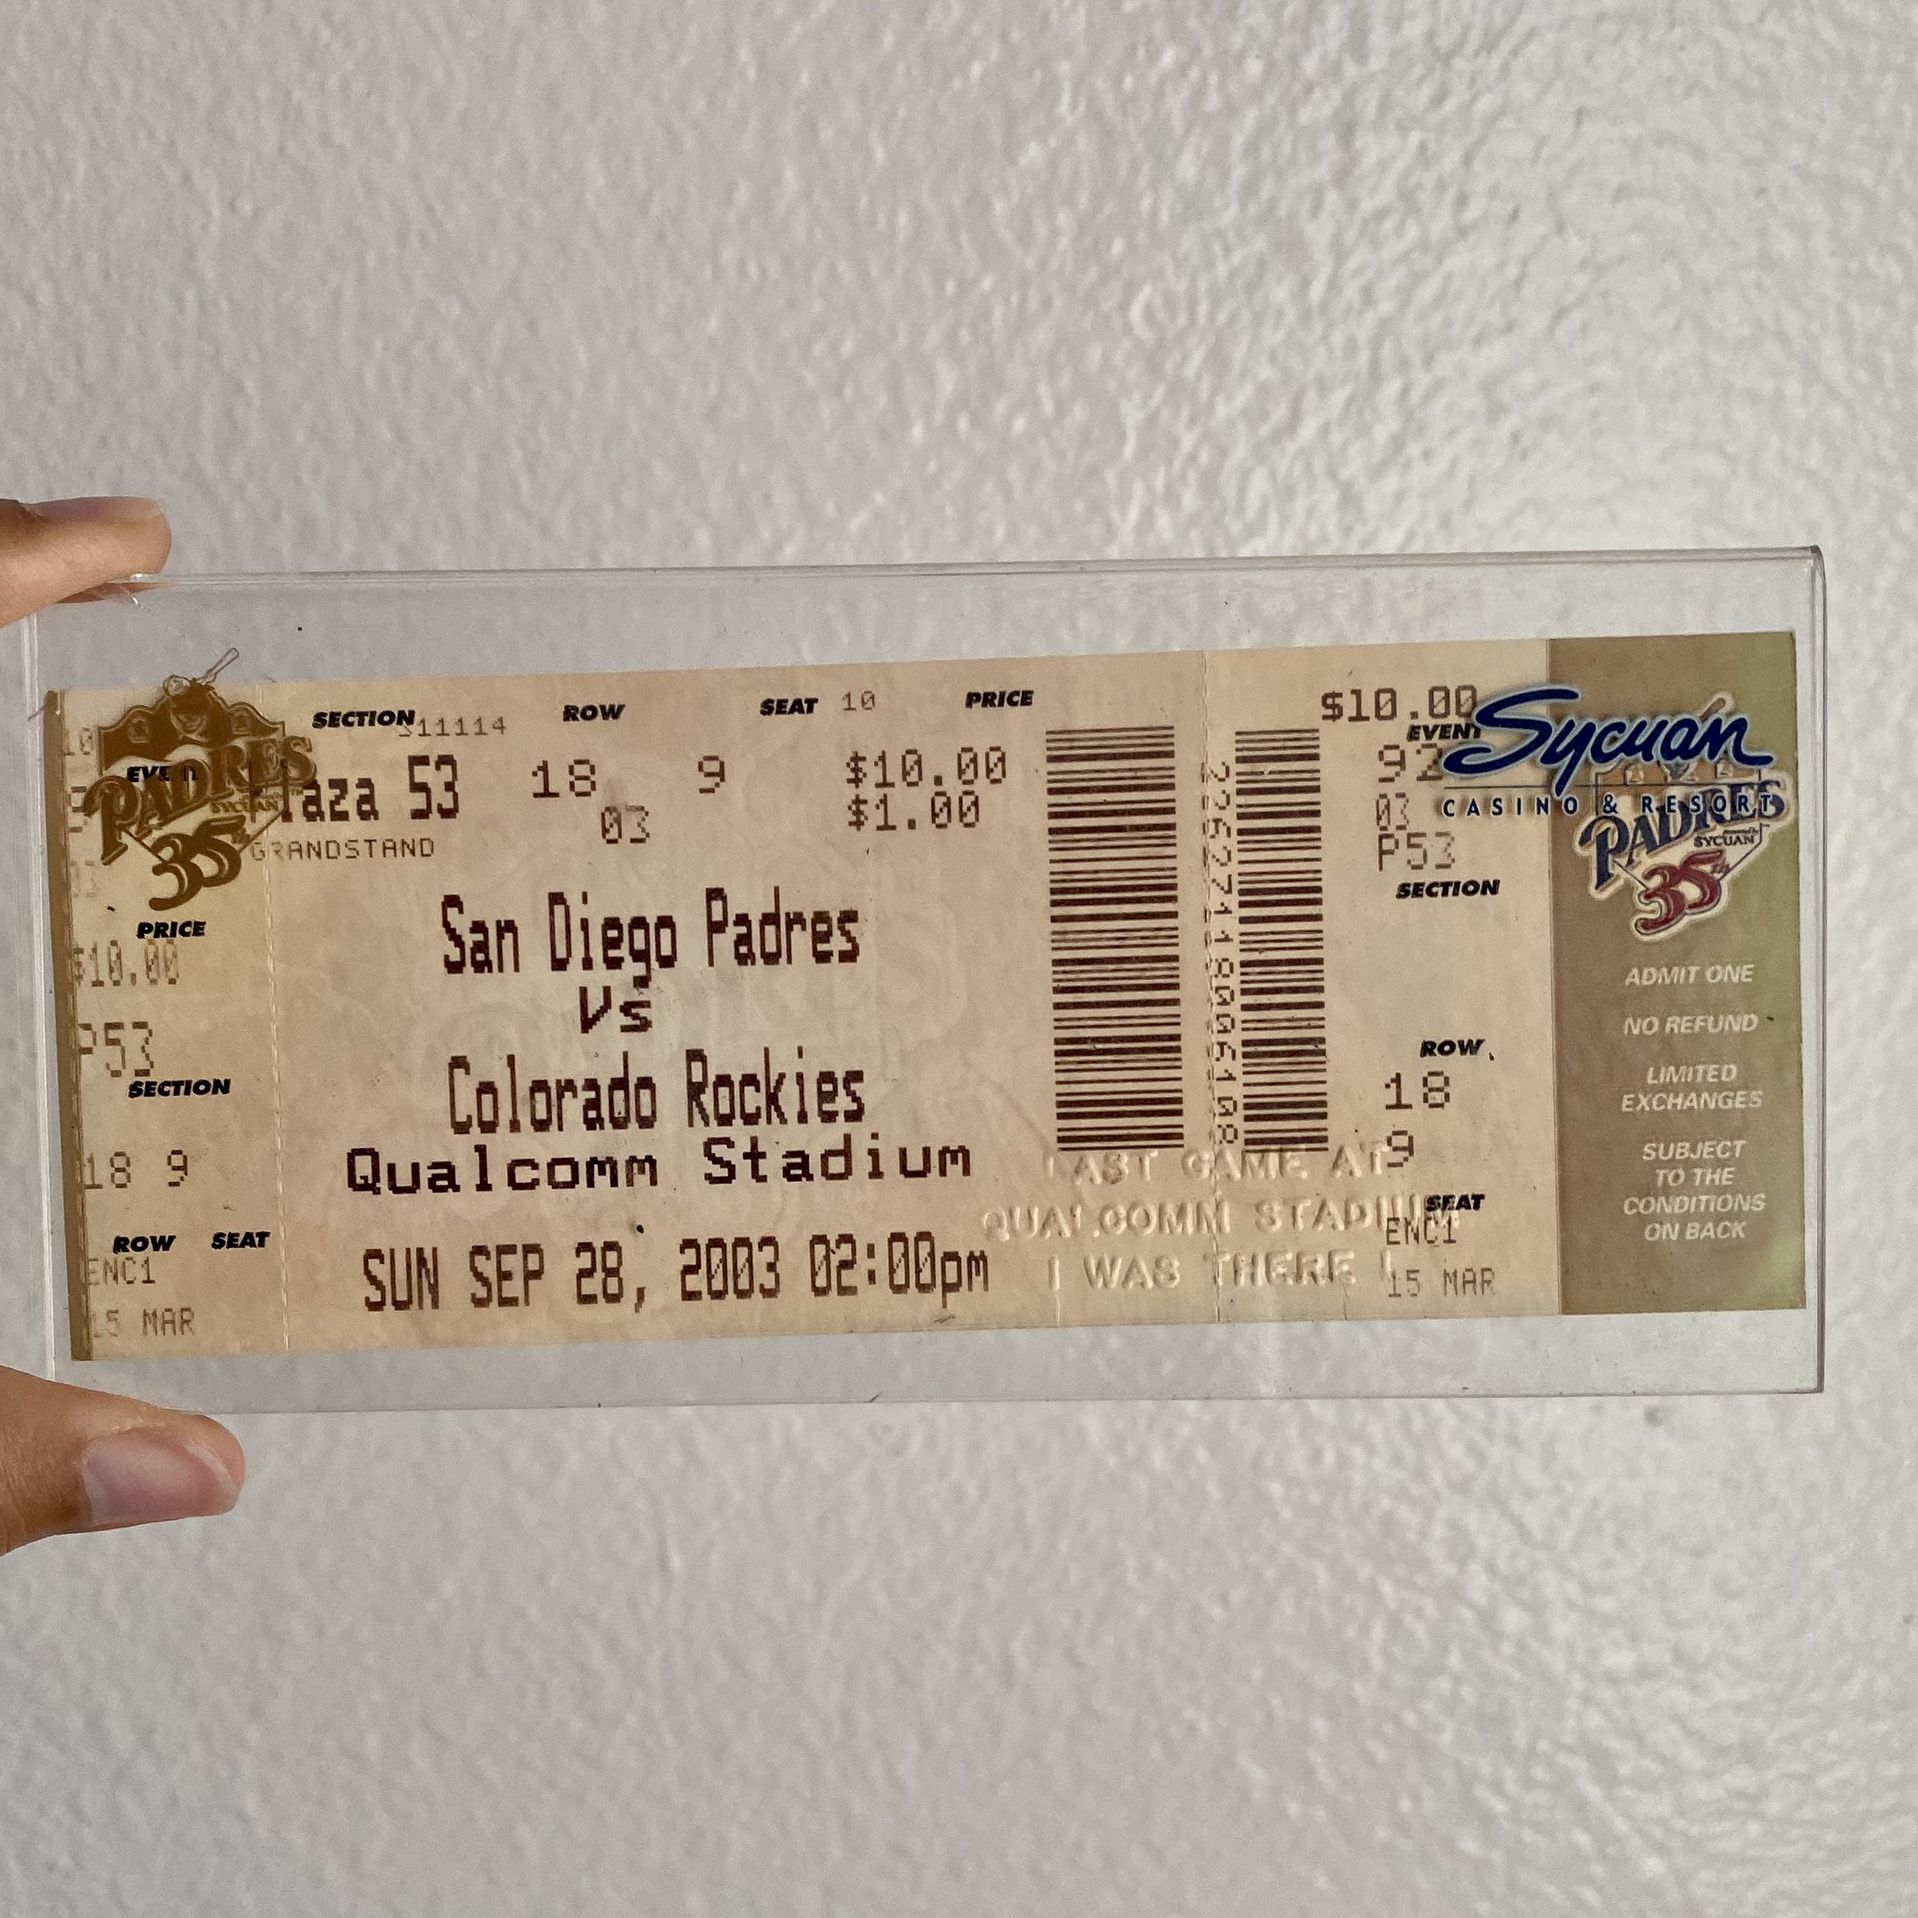 SECTION ROW SEAT 10 PRICE
11114
Plaza 53 18 9 $10.00
03 $1.00
GRANDSTAND
San Diego Padres
Vs
Colorado Rockies
Qualcomm Stadium
SUN SEP 28, 2003 02:00pm
PADRES
SYCUAN
35
PRICE
$10.00
P53
SECTION
18 9
ROW SEAT
ENC1
15 MAR
LAST GAME AT
QUALCOMM STADIUM
I WAS THERE !
$10.00
EVENT
92
03
P53
SECTION
ROW
18
9
SEAT
ENC1
15 MAR
Sycuan
CASINO & RESORT
PADRES
SYCUAN
35TH
ADMIT ONE
NO REFUND
LIMITED
EXCHANGES
SUBJECT
TO THE
CONDITIONS
ON BACK